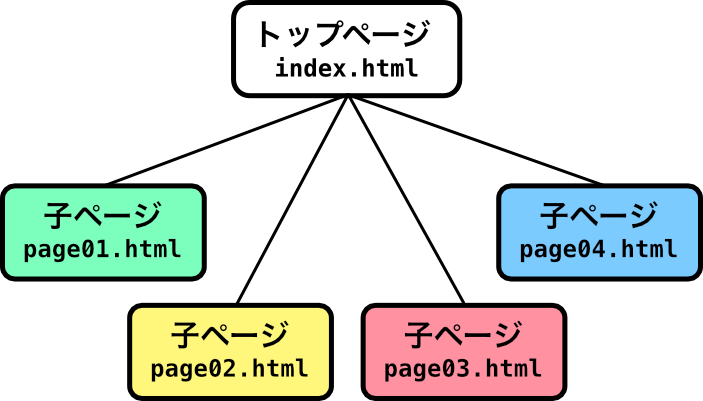 トップページ
index.html
子ページ
page01.html
子ページ
page04.html
子ページ
page02.html
子ページ
page03.html